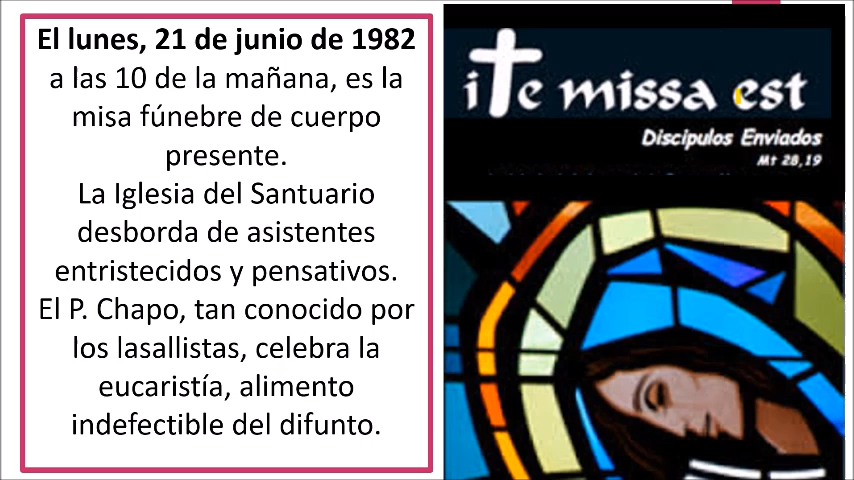 El lunes, 21 de junio de 1982
a las 10 de la mañana, es la
misa fúnebre de cuerpo
presente.
La Iglesia del Santuario
desborda de asistentes
entristecidos y pensativos.
El P. Chapo, tan conocido por
los lasallistas, celebra la
eucaristía, alimento
indefectible del difunto.
iTe missa est
Discípulos Enviados
Mt 28,19